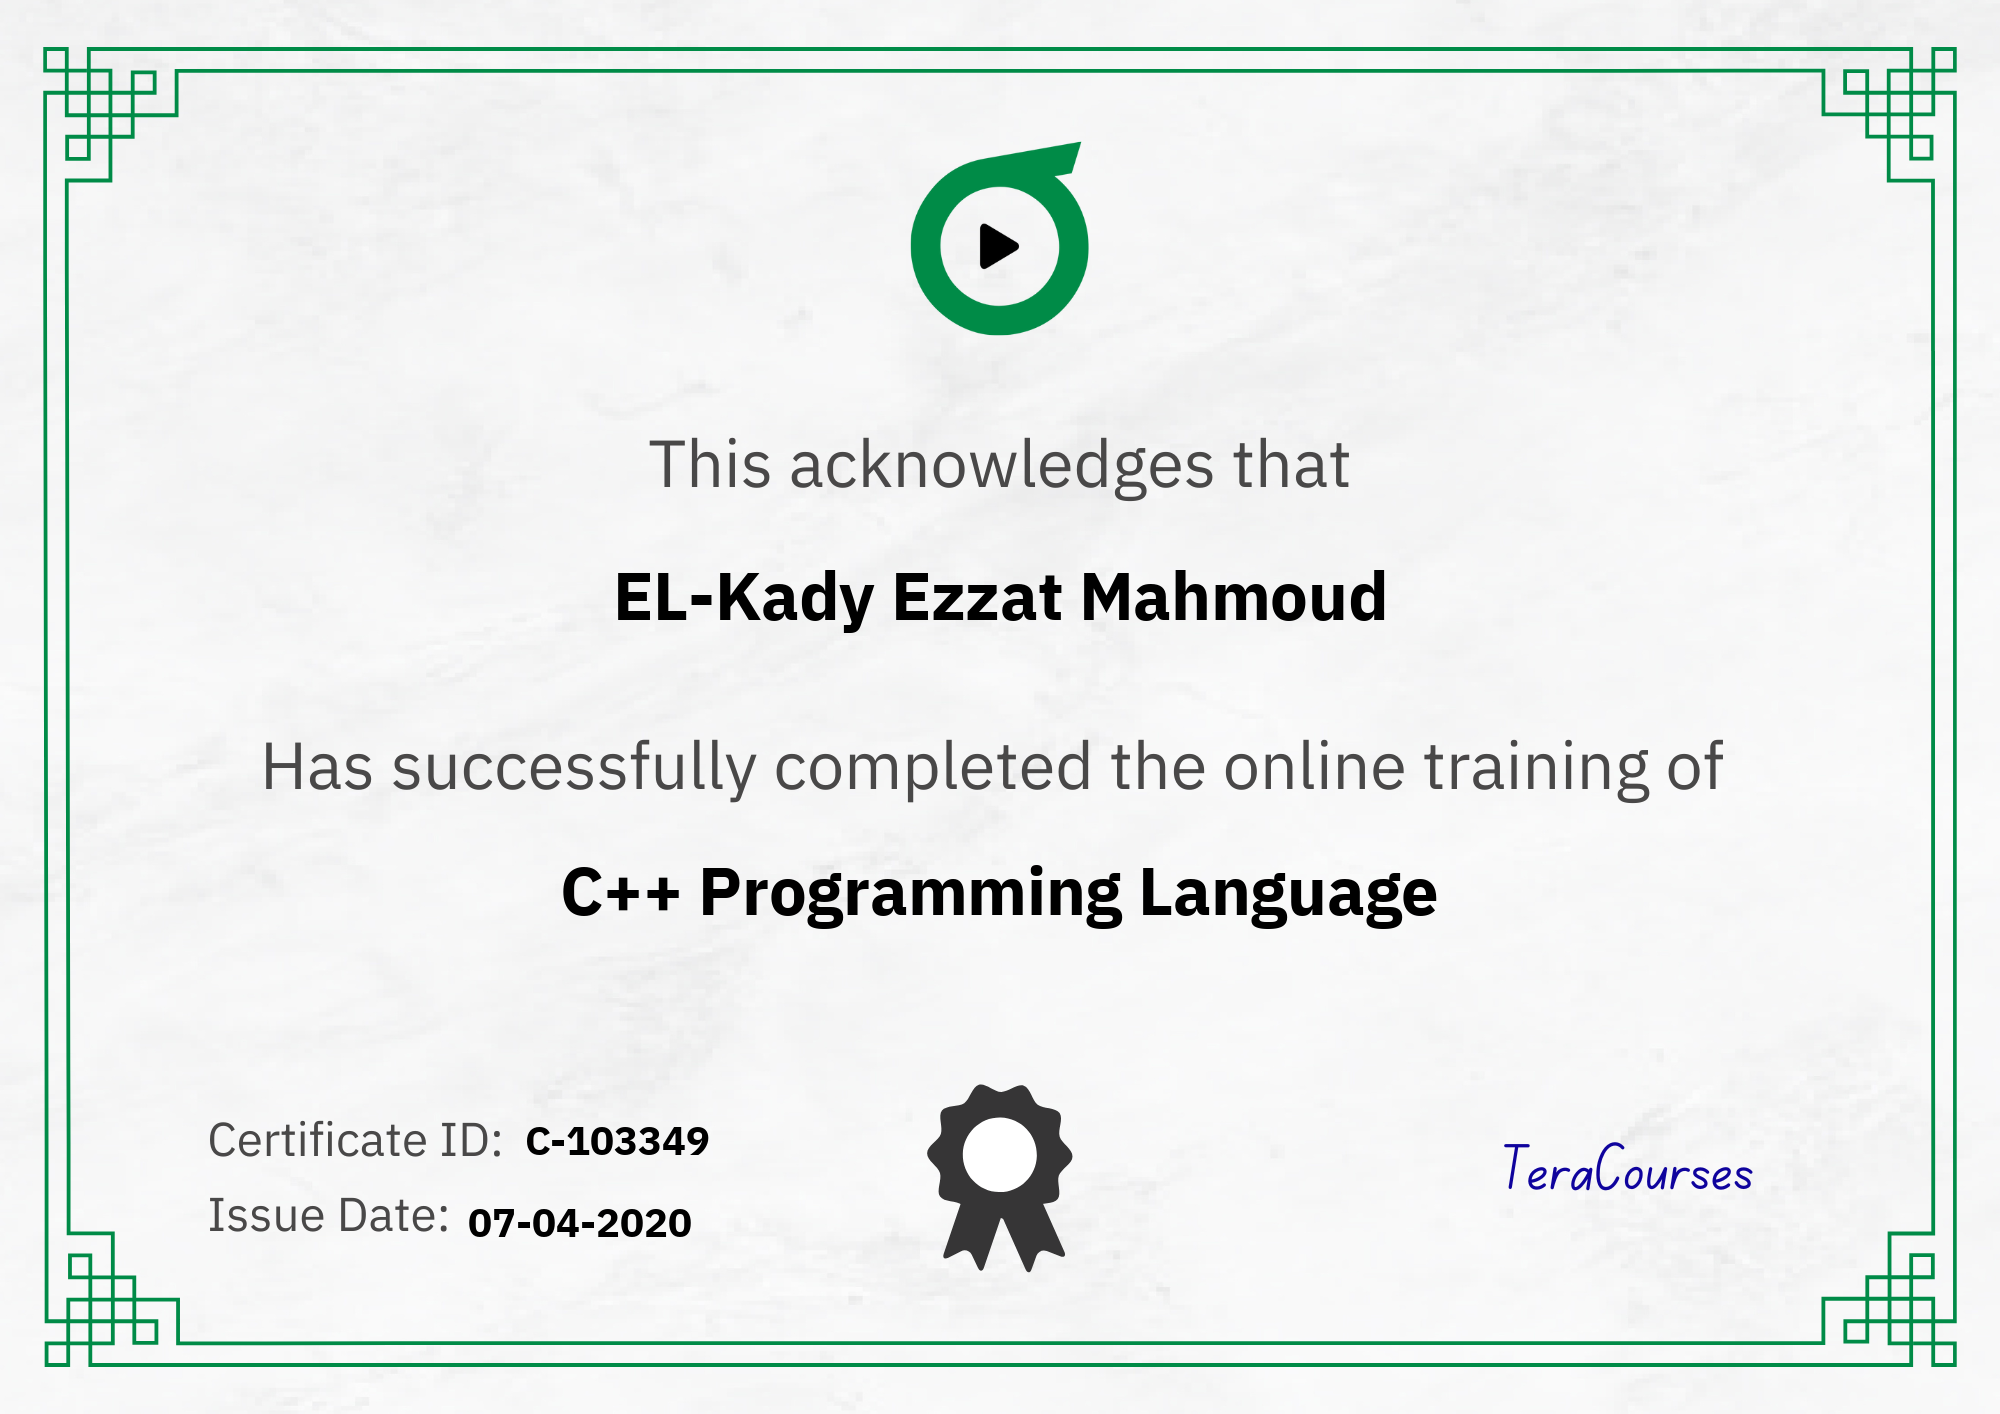 This acknowledges that
EL-Kady Ezzat Mahmoud
Has successfully completed the online training of
C++ Programming Language
Certificate ID: C-103349
Issue Date: 07-04-2020
TeraCourses